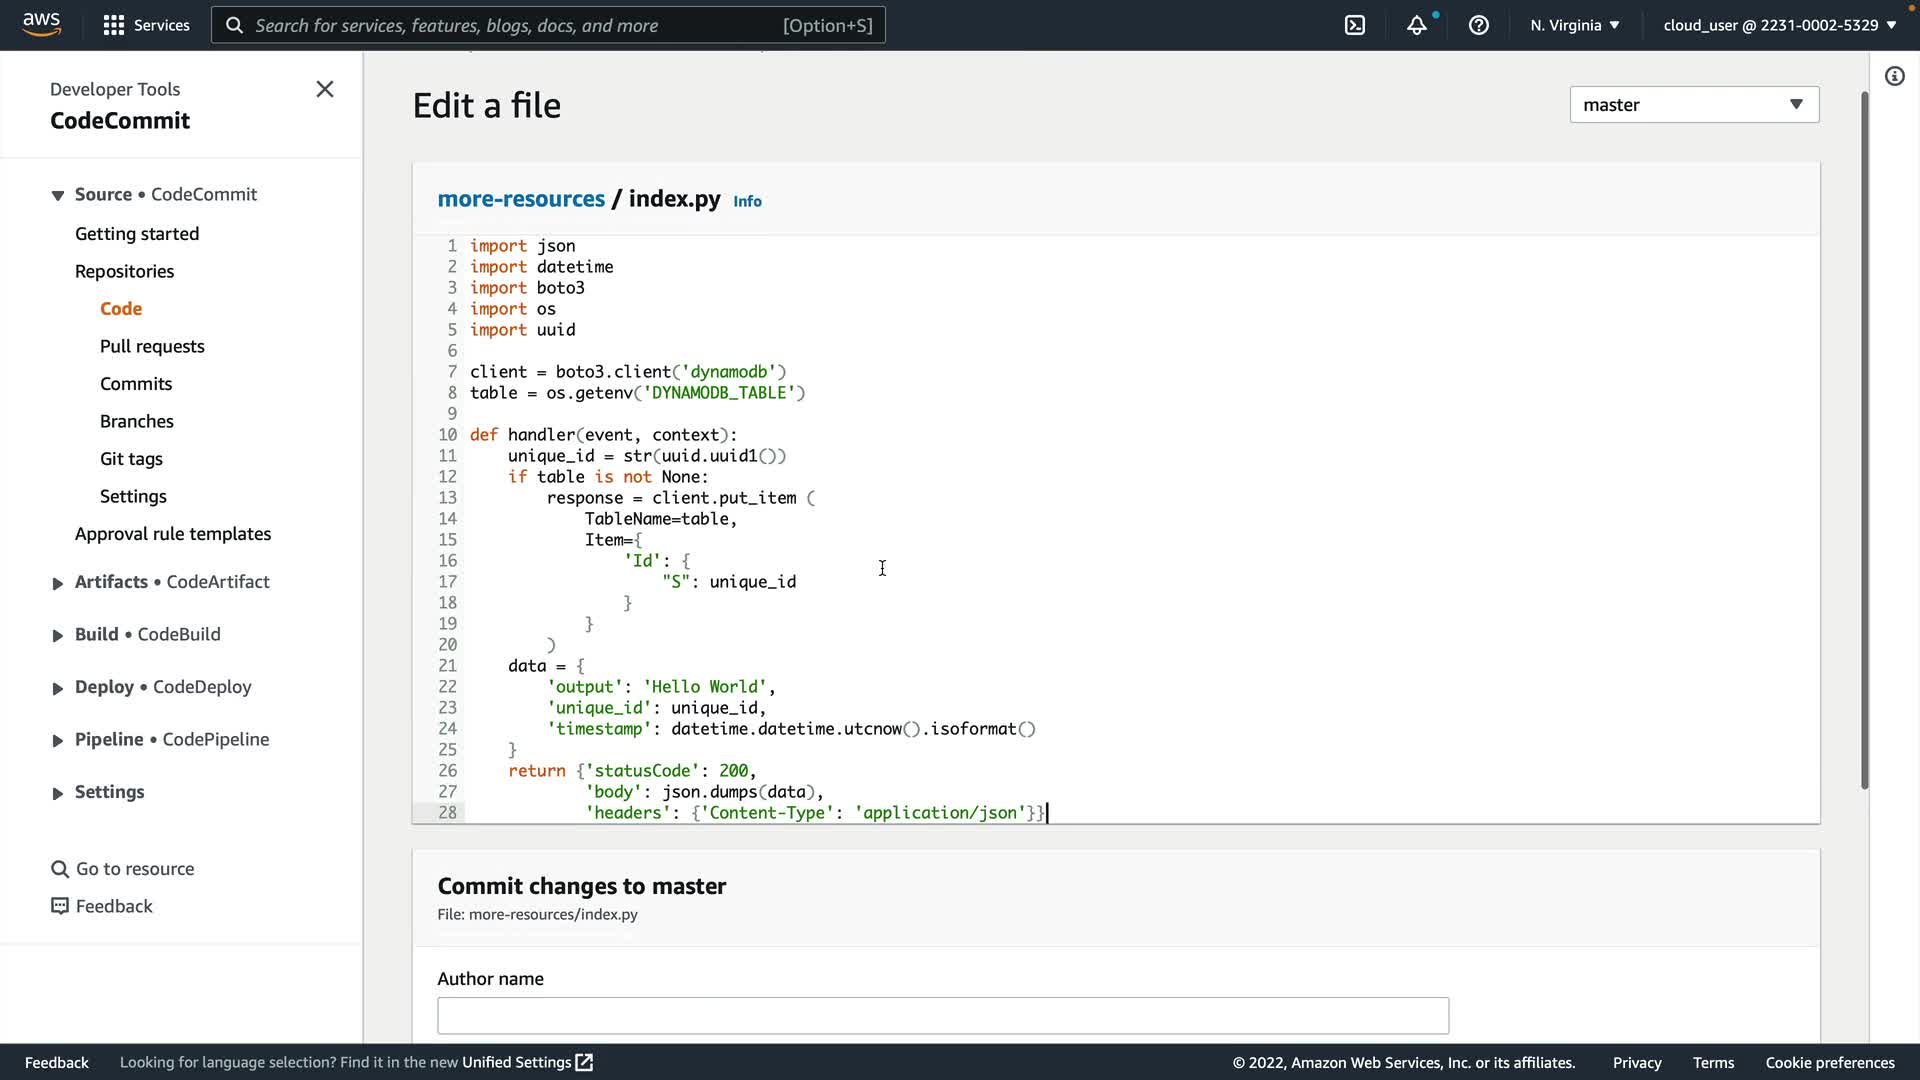 aws
Services
Search for services, features, blogs, docs, and more [Option+S]
N. Virginia
cloud_user @ 2231-0002-5329
Developer Tools
CodeCommit
Source • CodeCommit
Getting started
Repositories
Code
Pull requests
Commits
Branches
Git tags
Settings
Approval rule templates
Artifacts • CodeArtifact
Build • CodeBuild
Deploy • CodeDeploy
Pipeline • CodePipeline
Settings
Go to resource
Feedback
Edit a file
master
more-resources / index.py Info
1 import json
2 import datetime
3 import boto3
4 import os
5 import uuid
6
7 client = boto3.client('dynamodb')
8 table = os.getenv('DYNAMODB_TABLE')
9
10 def handler(event, context):
11     unique_id = str(uuid.uuid1())
12     if table is not None:
13         response = client.put_item (
14             TableName=table,
15             Item={
16                 'Id': {
17                     "S": unique_id
18                 }
19             }
20         )
21     data = {
22         'output': 'Hello World',
23         'unique_id': unique_id,
24         'timestamp': datetime.datetime.utcnow().isoformat()
25     }
26     return {'statusCode': 200,
27             'body': json.dumps(data),
28             'headers': {'Content-Type': 'application/json'}}
Commit changes to master
File: more-resources/index.py
Author name
Feedback
Looking for language selection? Find it in the new Unified Settings
© 2022, Amazon Web Services, Inc. or its affiliates.
Privacy
Terms
Cookie preferences